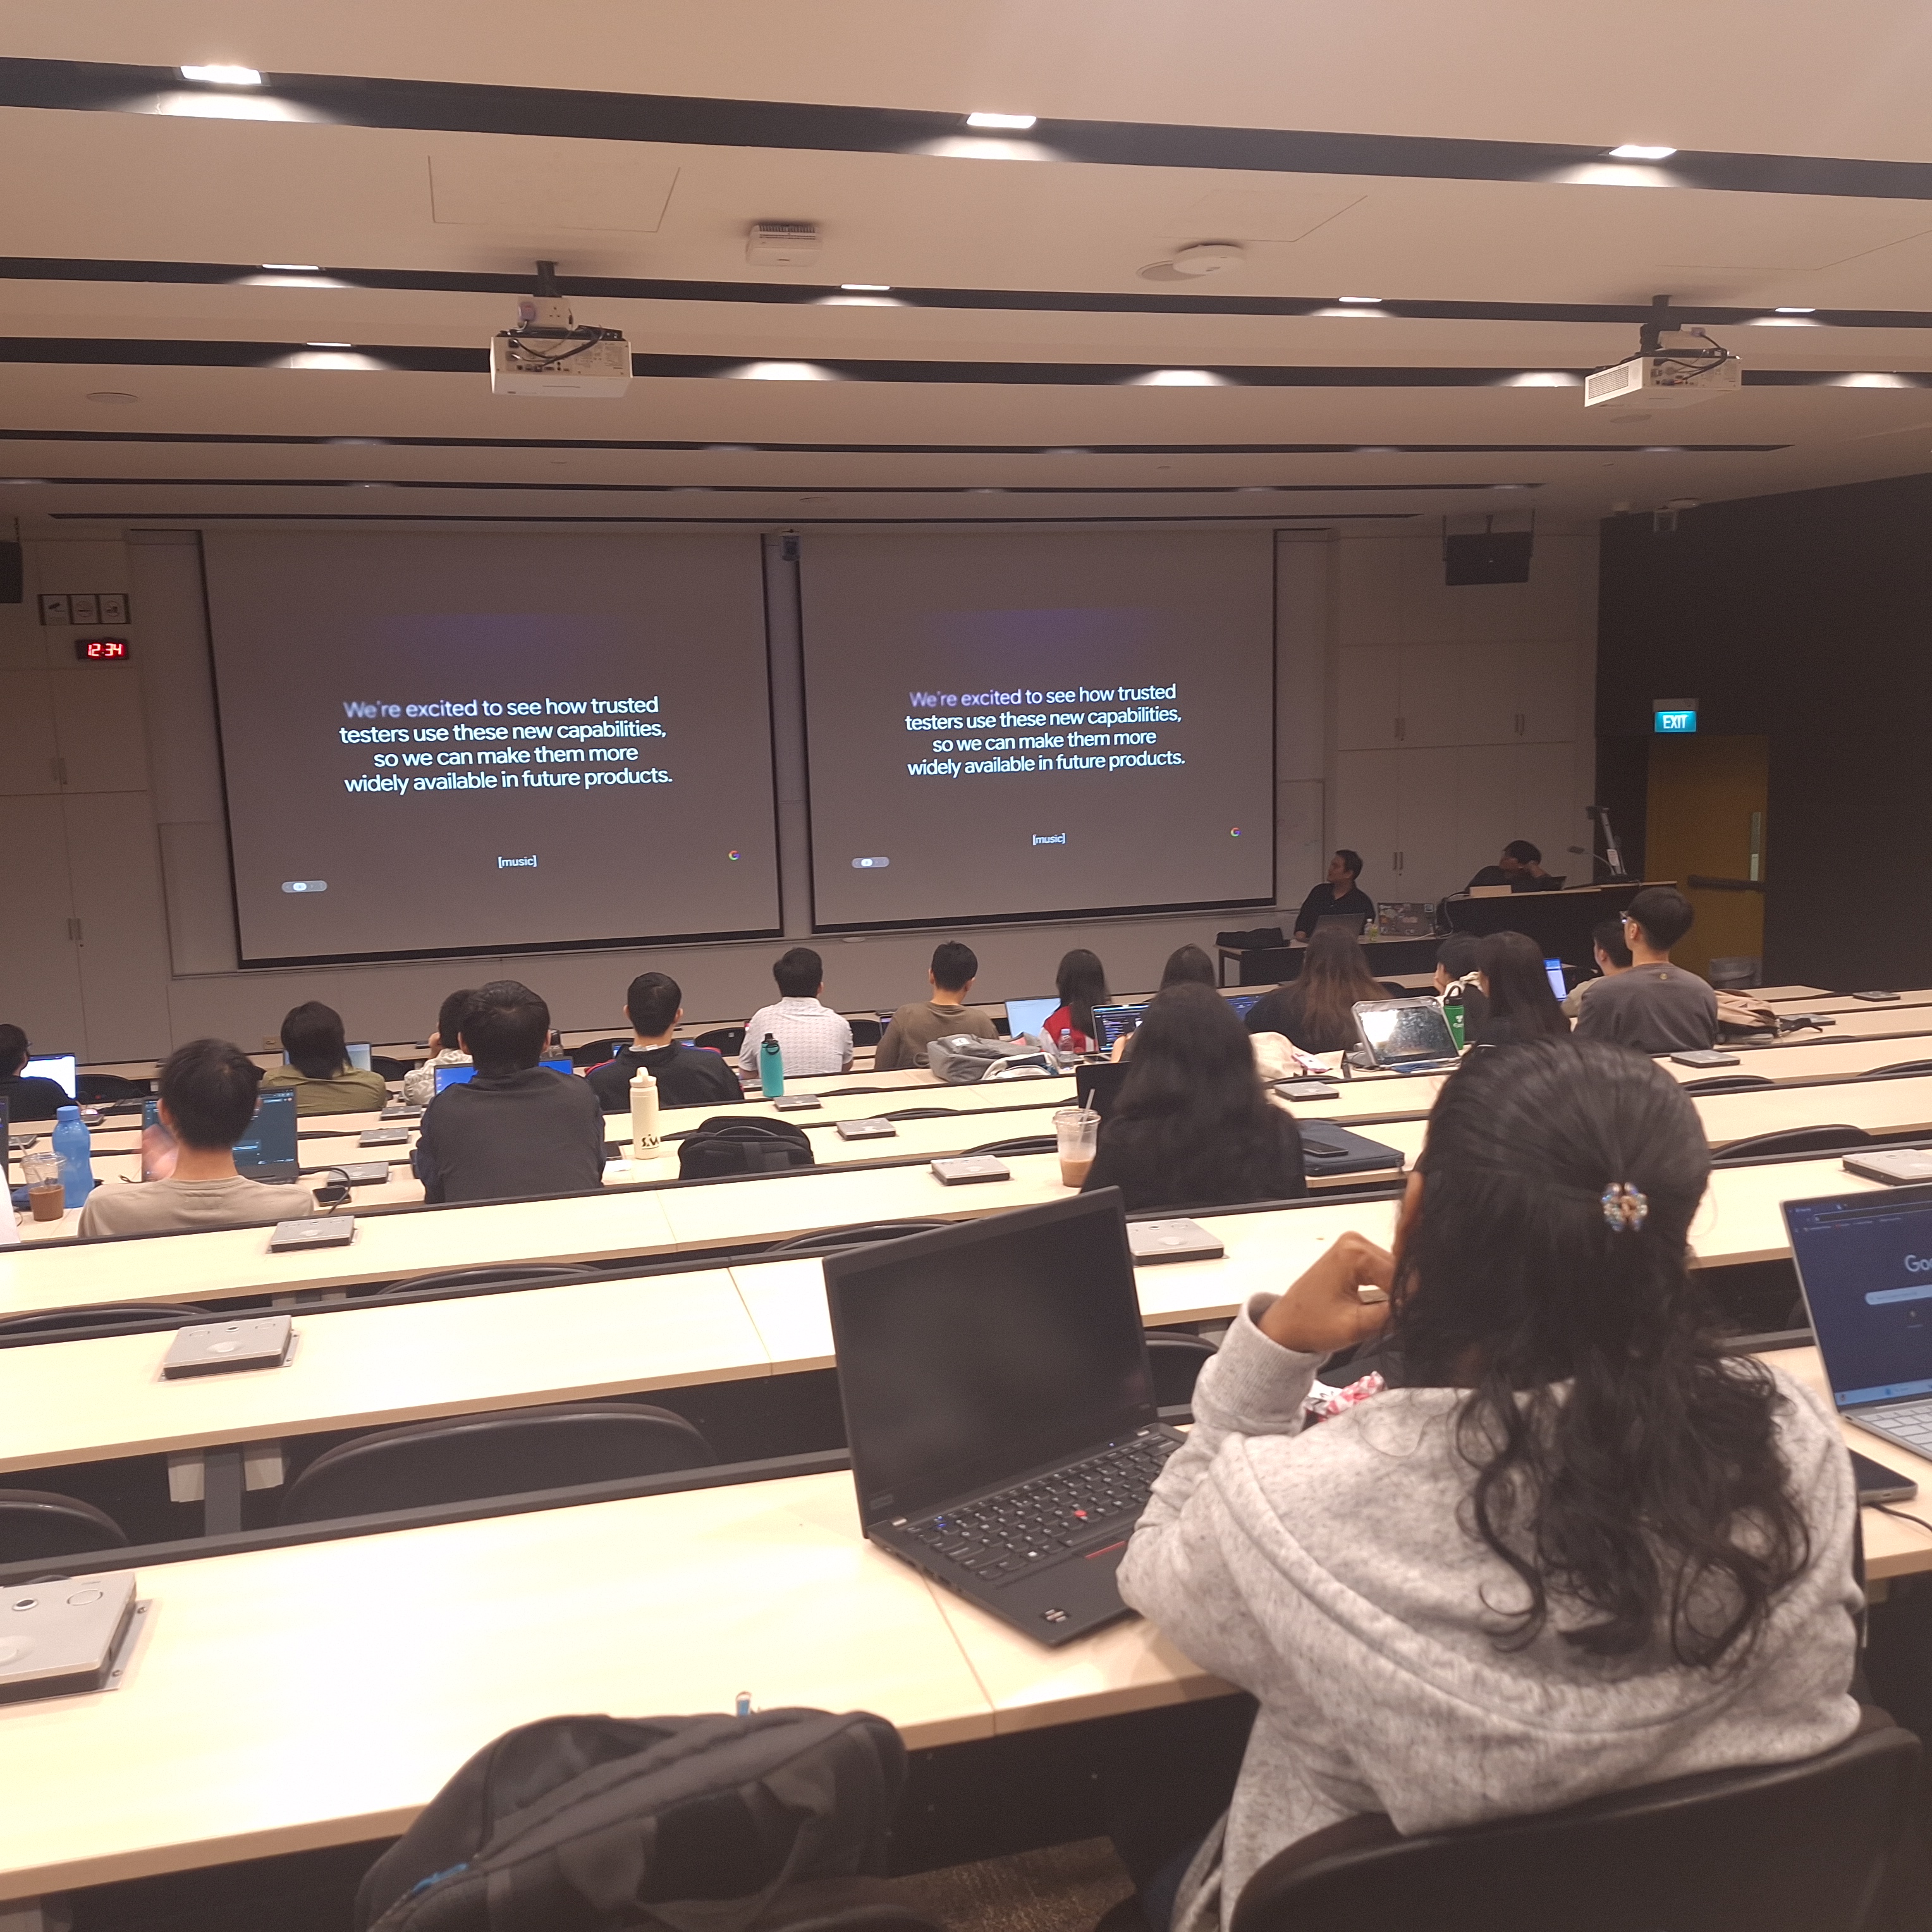 12:34
We're excited to see how trusted
testers use these new capabilities,
so we can make them more
widely available in future products.
[music]
G
We're excited to see how trusted
testers use these new capabilities,
so we can make them more
widely available in future products.
[music]
G
EXIT